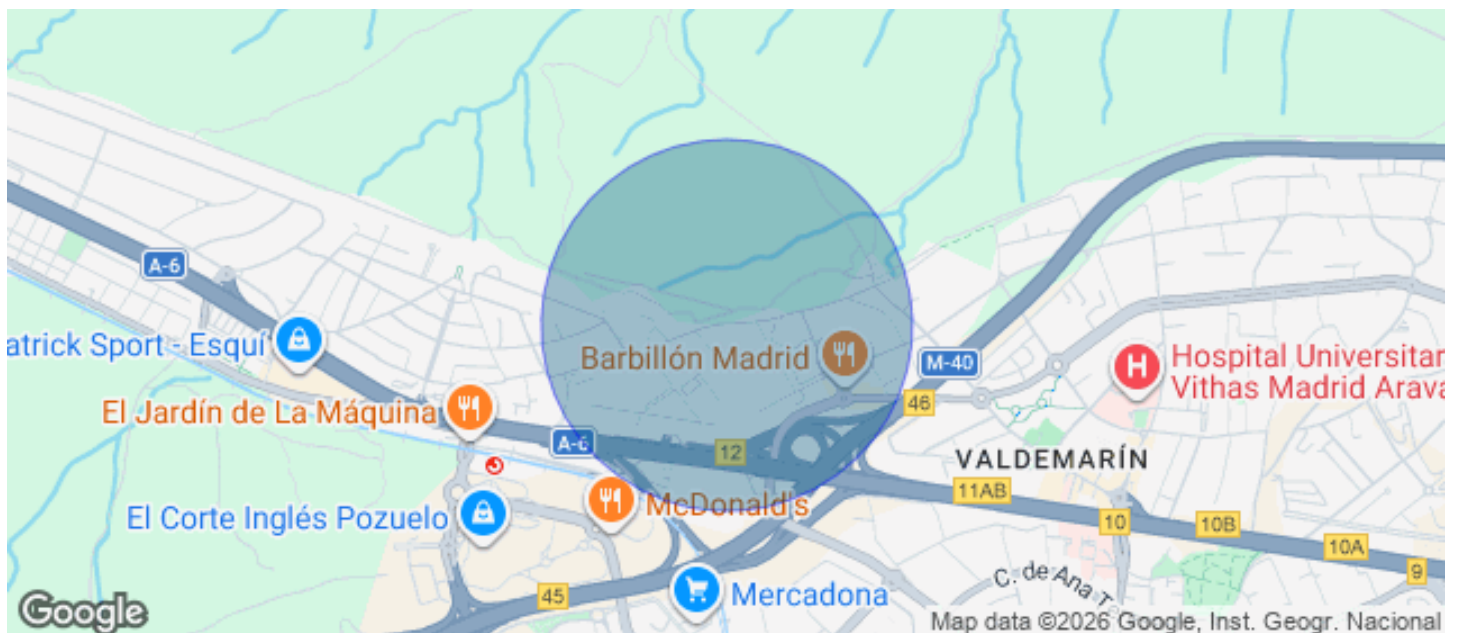 A-6
atrick Sport - Esquí
Barbillón Madrid
M-40
Hospital Universitar
Vithas Madrid Arava
46
El Jardín de La Máquina
A-6
12
VALDEMARÍN
11AB
McDonald's
El Corte Inglés Pozuelo
10
10B
10A
9
45
Mercadona
C. de Ana Te
Google
Map data ©2026 Google, Inst. Geogr. Nacional